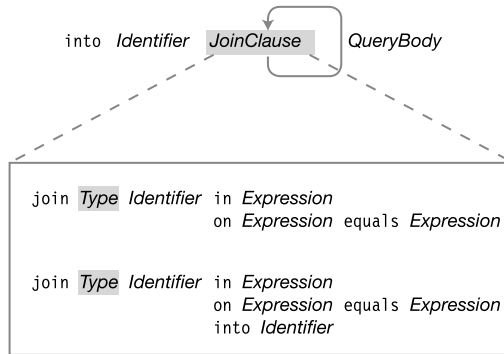 into Identifier JoinClause QueryBody
join Type Identifier in Expression
on Expression equals Expression
join Type Identifier in Expression
on Expression equals Expression
into Identifier